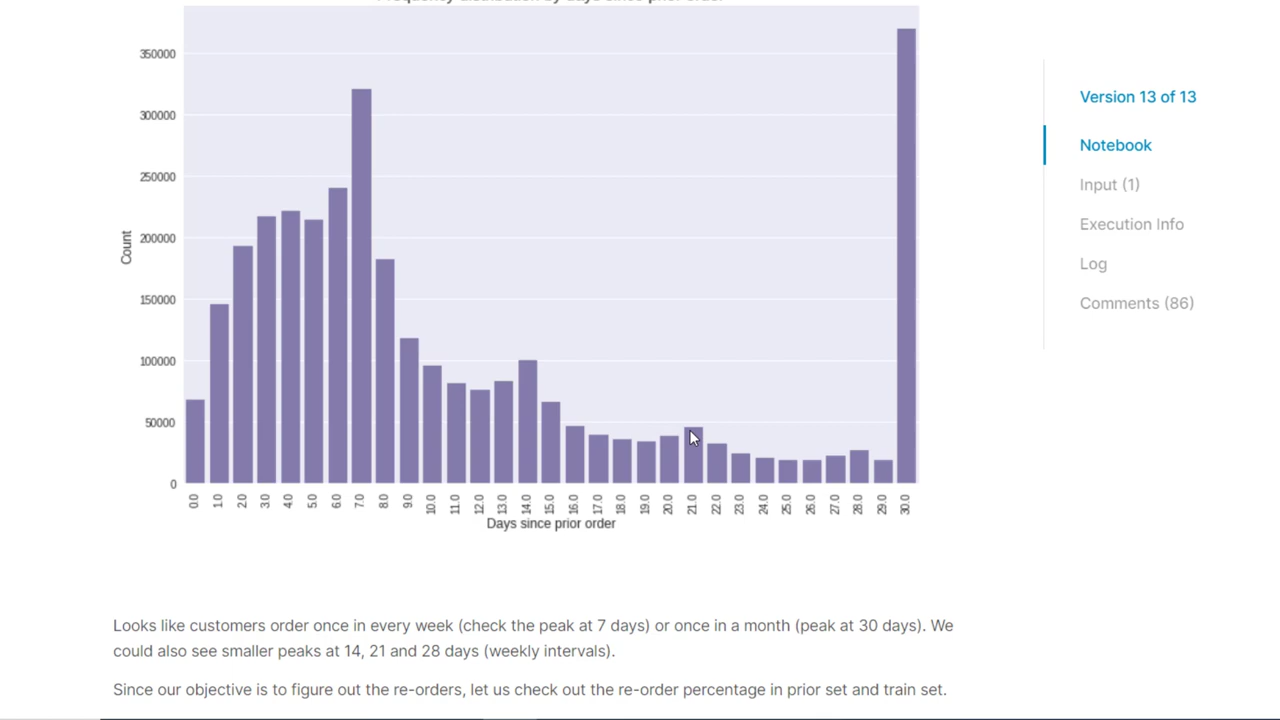 Frequency distribution by days since prior order
350000
300000
250000
200000
150000
100000
50000
0
Count
0.0 1.0 2.0 3.0 4.0 5.0 6.0 7.0 8.0 9.0 10.0 11.0 12.0 13.0 14.0 15.0 16.0 17.0 18.0 19.0 20.0 21.0 22.0 23.0 24.0 25.0 26.0 27.0 28.0 29.0 30.0
Days since prior order
Looks like customers order once in every week (check the peak at 7 days) or once in a month (peak at 30 days). We
could also see smaller peaks at 14, 21 and 28 days (weekly intervals).
Since our objective is to figure out the re-orders, let us check out the re-order percentage in prior set and train set.
Version 13 of 13
Notebook
Input (1)
Execution Info
Log
Comments (86)